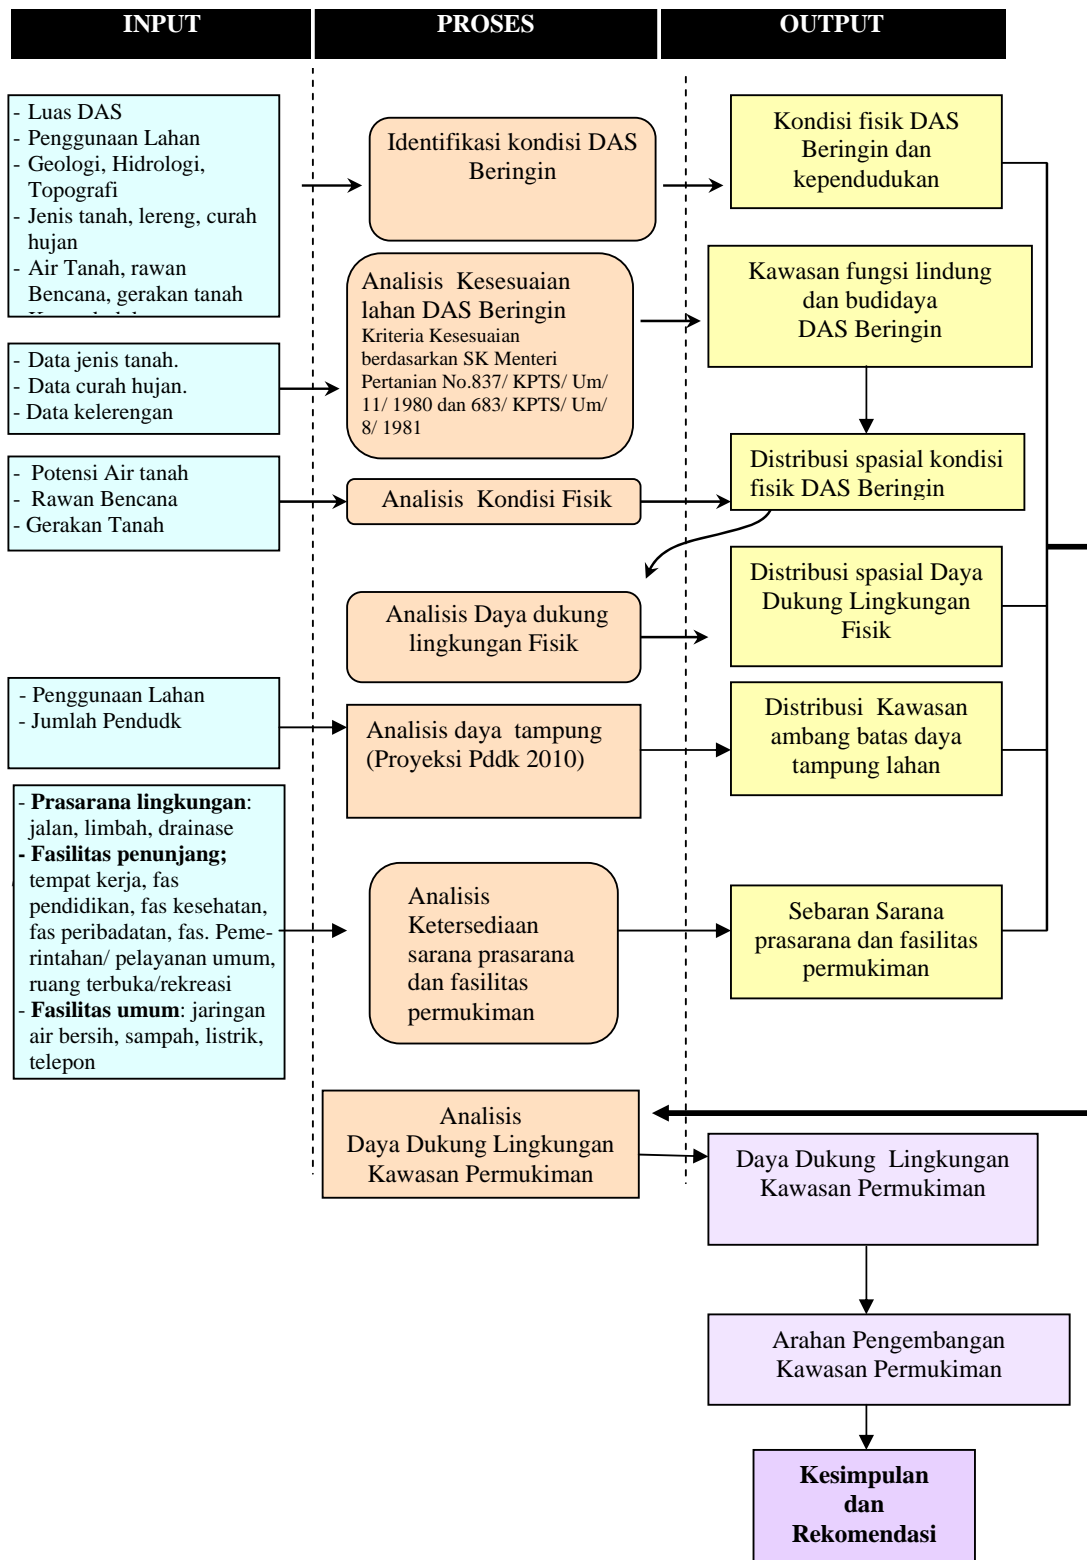 INPUT
PROSES
OUTPUT
- Luas DAS
- Penggunaan Lahan
- Geologi, Hidrologi,
Topografi
- Jenis tanah, lereng, curah
hujan
- Air Tanah, rawan
Bencana, gerakan tanah
Identifikasi kondisi DAS
Beringin
Kondisi fisik DAS
Beringin dan
kependudukan
- Data jenis tanah.
- Data curah hujan.
- Data kelerengan
Analisis Kesesuaian
lahan DAS Beringin
Kriteria Kesesuaian
berdasarkan SK Menteri
Pertanian No.837/ KPTS/ Um/
11/ 1980 dan 683/ KPTS/ Um/
8/ 1981
Kawasan fungsi lindung
dan budidaya
DAS Beringin
- Potensi Air tanah
- Rawan Bencana
- Gerakan Tanah
Analisis Kondisi Fisik
Distribusi spasial kondisi
fisik DAS Beringin
Analisis Daya dukung
lingkungan Fisik
Distribusi spasial Daya
Dukung Lingkungan
Fisik
- Penggunaan Lahan
- Jumlah Pendudk
Analisis daya tampung
(Proyeksi Pddk 2010)
Distribusi Kawasan
ambang batas daya
tampung lahan
- Prasarana lingkungan:
jalan, limbah, drainase
- Fasilitas penunjang;
tempat kerja, fas
pendidikan, fas kesehatan,
fas peribadatan, fas. Peme-
rintahan/ pelayanan umum,
ruang terbuka/rekreasi
- Fasilitas umum: jaringan
air bersih, sampah, listrik,
telepon
Analisis
Ketersediaan
sarana prasarana
dan fasilitas
permukiman
Sebaran Sarana
prasarana dan fasilitas
permukiman
Analisis
Daya Dukung Lingkungan
Kawasan Permukiman
Daya Dukung Lingkungan
Kawasan Permukiman
Arahan Pengembangan
Kawasan Permukiman
Kesimpulan
dan
Rekomendasi